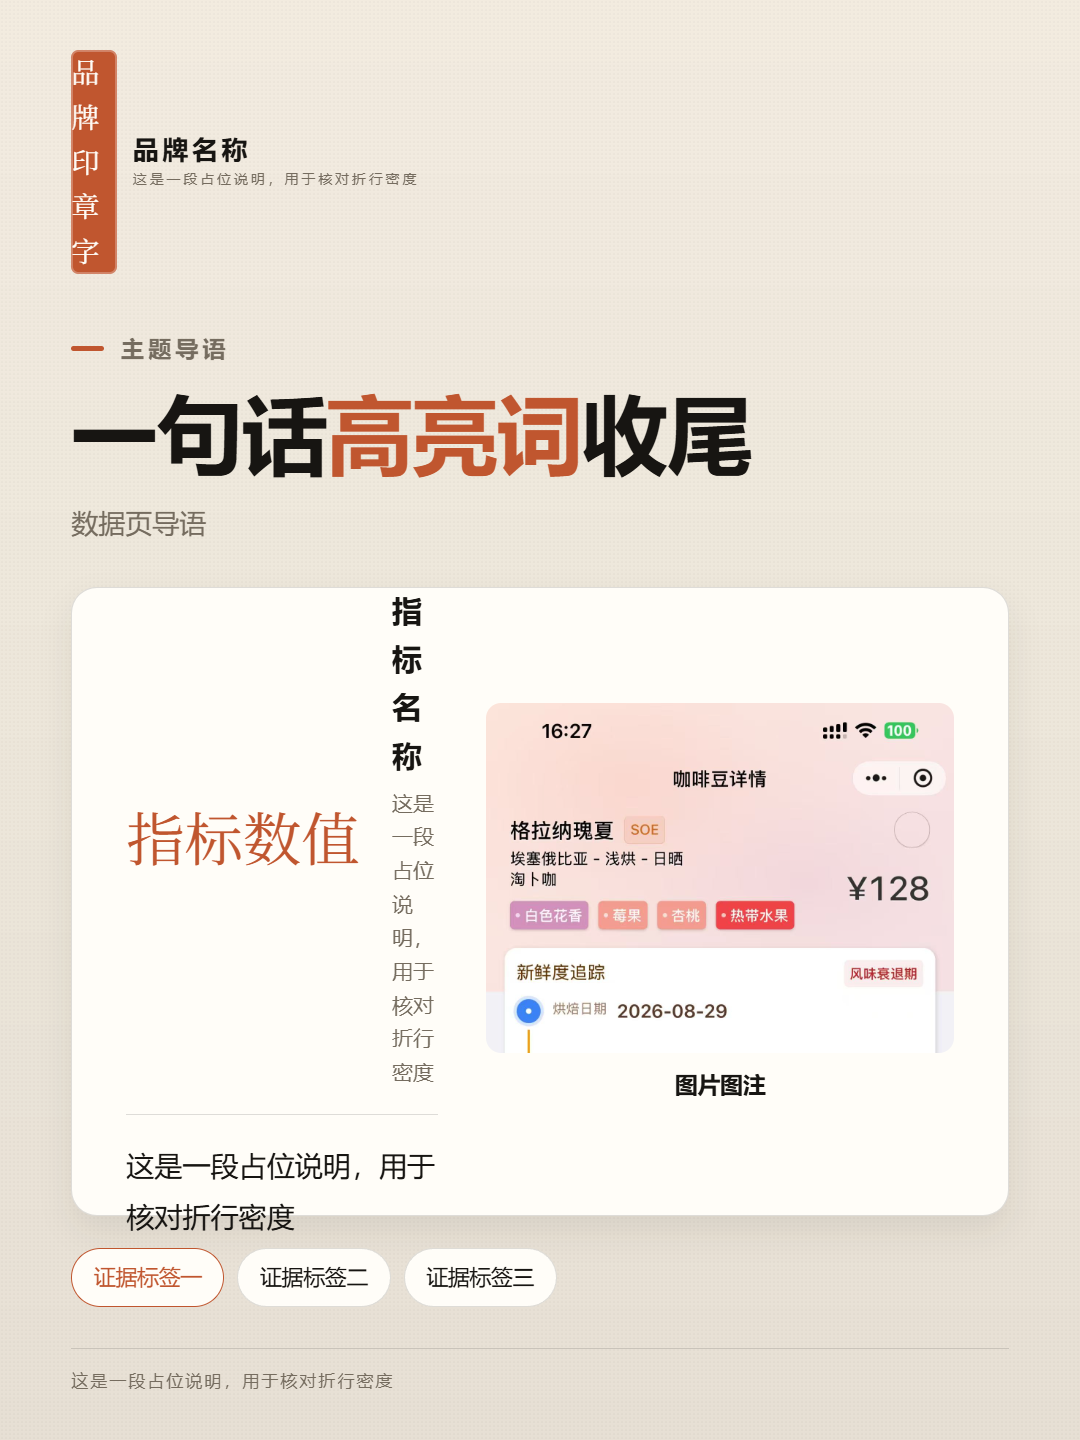 品
牌
印
章
字
品牌名称
这是一段占位说明，用于核对折行密度
主题导语
一句话高亮词收尾
数据页导语
指标数值
指
标
名
称
这是
一段
占位
说
明，
用于
核对
折行
密度
这是一段占位说明，用于
核对折行密度
16:27
100
咖啡豆详情
格拉纳瑰夏 SOE
埃塞俄比亚 - 浅烘 - 日晒
淘卜咖
¥128
白色花香 莓果 杏桃 热带水果
新鲜度追踪 风味衰退期
烘焙日期 2026-08-29
图片图注
证据标签一 证据标签二 证据标签三
这是一段占位说明，用于核对折行密度